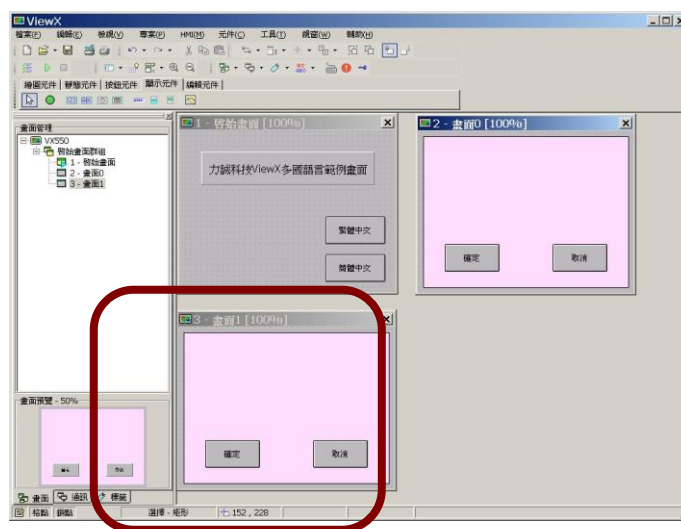 ViewX
檔案(F) 編輯(E) 檢視(V) 專案(P) HMI(M) 元件(C) 工具(T) 視窗(W) 輔助(H)
繪圖元件 靜態元件 按鈕元件 顯示元件 編輯元件
畫面管理
VX550
啓始畫面群組
1 - 啓始畫面
2 - 畫面0
3 - 畫面1
1 - 啓始畫面 [100%]
力誠科技ViewX多國語言範例畫面
繁體中文
簡體中文
2 - 畫面0 [100%]
確定 取消
3 - 畫面1 [100%]
確定 取消
畫面預覽 - 50%
畫面 通訊 標籤
格點 鎖點 選擇 - 矩形 152 , 228